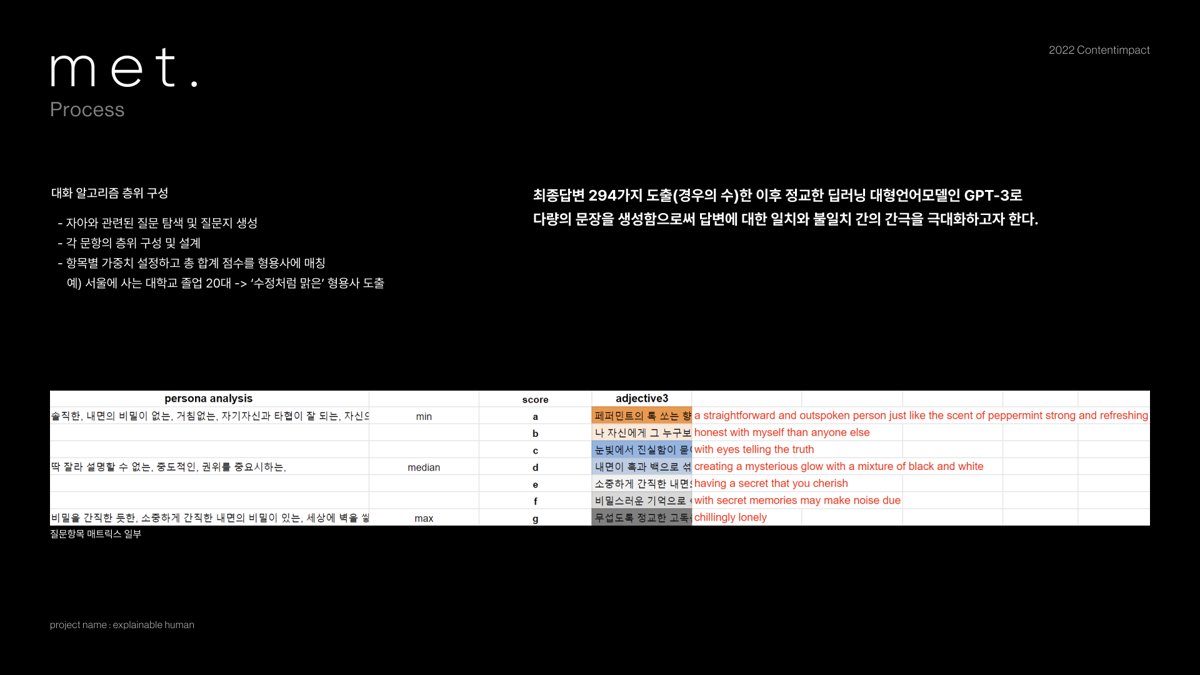 met.
2022 Contentimpact
Process
대화 알고리즘 층위 구성
- 자아와 관련된 질문 탐색 및 질문지 생성
- 각 문항의 층위 구성 및 설계
- 항목별 가중치 설정하고 총 합계 점수를 형용사에 매칭
예) 서울에 사는 대학교 졸업 20대 -> ‘수정처럼 맑은’ 형용사 도출
최종답변 294가지 도출(경우의 수)한 이후 정교한 딥러닝 대형언어모델인 GPT-3로
다량의 문장을 생성함으로써 답변에 대한 일치와 불일치 간의 간극을 극대화하고자 한다.
persona analysis score adjective3
솔직한, 내면의 비밀이 없는, 거침없는, 자기자신과 타협이 잘 되는, min a 페퍼민트의 톡 쏘는 향 a straightforward and outspoken person just like the scent of peppermint strong and refreshing
b 나 자신에게 그 누구보 honest with myself than anyone else
c 눈빛에서 진실함이 with eyes telling the truth
딱 잘라 설명할 수 없는, 중도적인, 권위를 중요시하는, median d 내면이 흑과 백으로 섞 creating a mysterious glow with a mixture of black and white
e 소중하게 간직한 내면 having a secret that you cherish
f 비밀스러운 기억으로 with secret memories may make noise due
비밀을 간직한 듯한, 소중하게 간직한 내면의 비밀이 있는, 세상에 벽을 max g 무섭도록 정교한 chillingly lonely
질문항목 매트릭스 일부
project name : explainable human